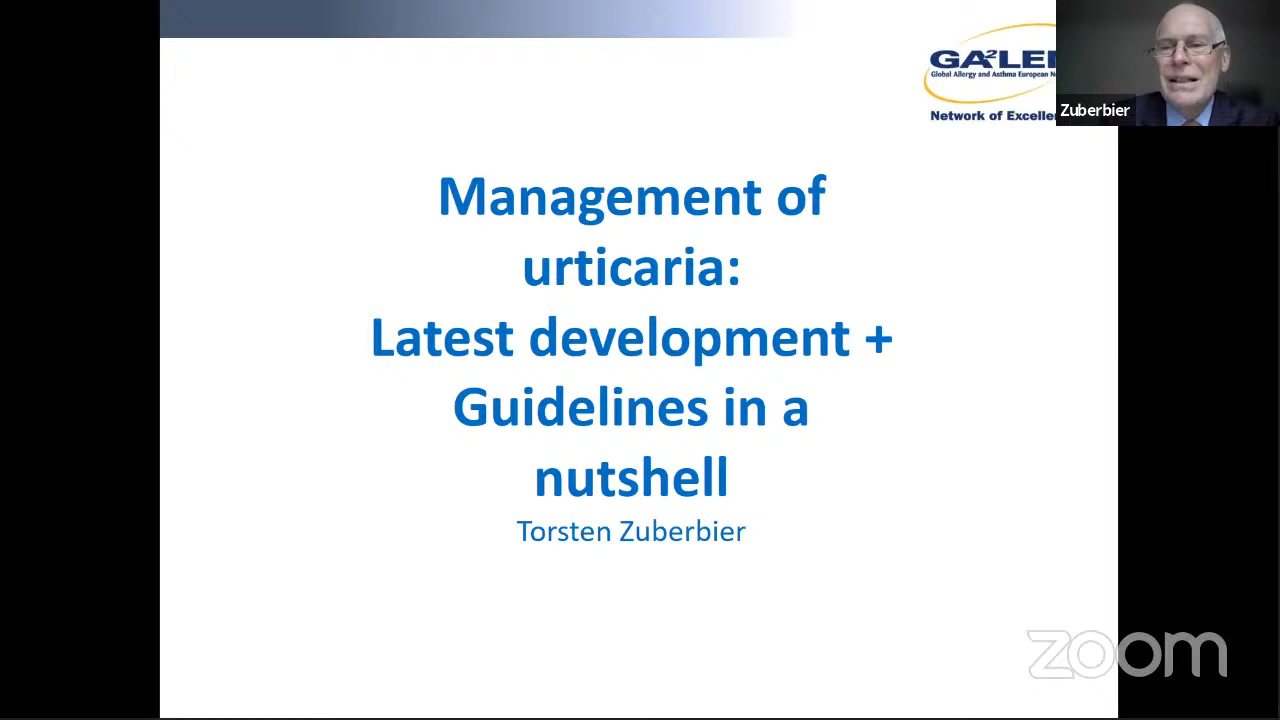 GA²LE
Global Allergy and Asthma European
Network of Excelle
Zuberbier
Management of
urticaria:
Latest development +
Guidelines in a
nutshell
Torsten Zuberbier
zoom